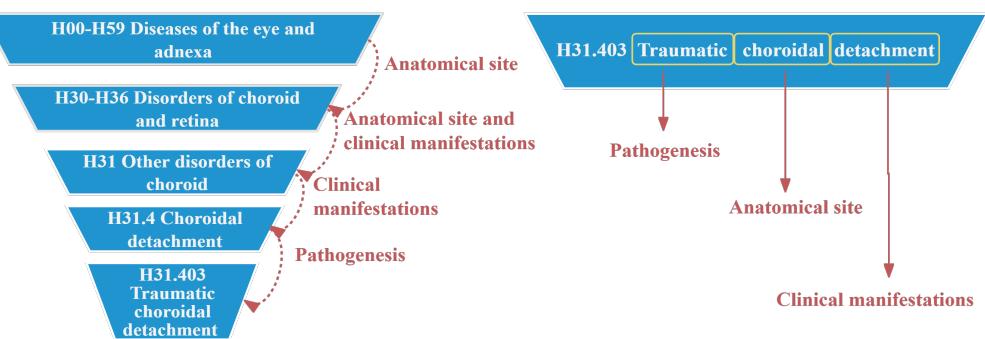 H00-H59 Diseases of the eye and
adnexa
Anatomical site
H30-H36 Disorders of choroid
and retina
Anatomical site and
clinical manifestations
H31 Other disorders of
choroid
Clinical
manifestations
H31.4 Choroidal
detachment
Pathogenesis
H31.403
Traumatic
choroidal
detachment
H31.403 Traumatic choroidal detachment
Pathogenesis
Anatomical site
Clinical manifestations